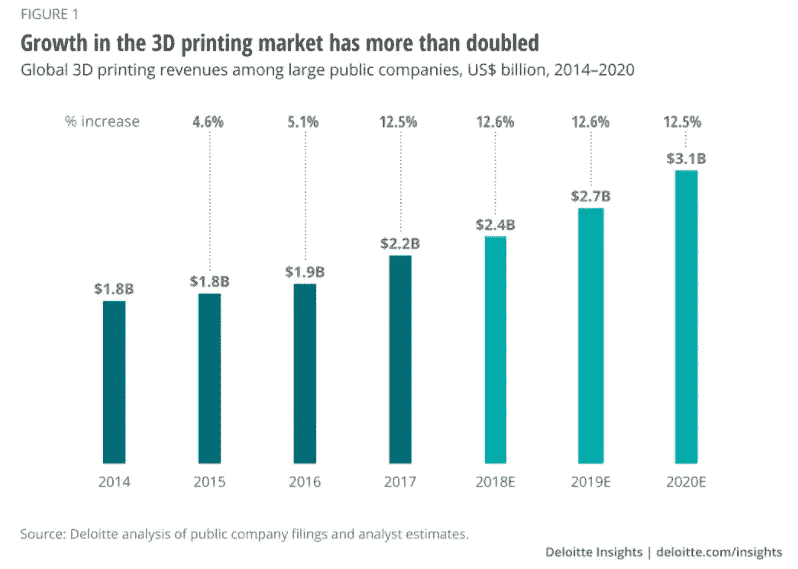 FIGURE 1
Growth in the 3D printing market has more than doubled
Global 3D printing revenues among large public companies, US$ billion, 2014–2020
% increase 4.6% 5.1% 12.5% 12.6% 12.6% 12.5%
$1.8B $1.8B $1.9B $2.2B $2.4B $2.7B $3.1B
2014 2015 2016 2017 2018E 2019E 2020E
Source: Deloitte analysis of public company filings and analyst estimates.
Deloitte Insights | deloitte.com/insights